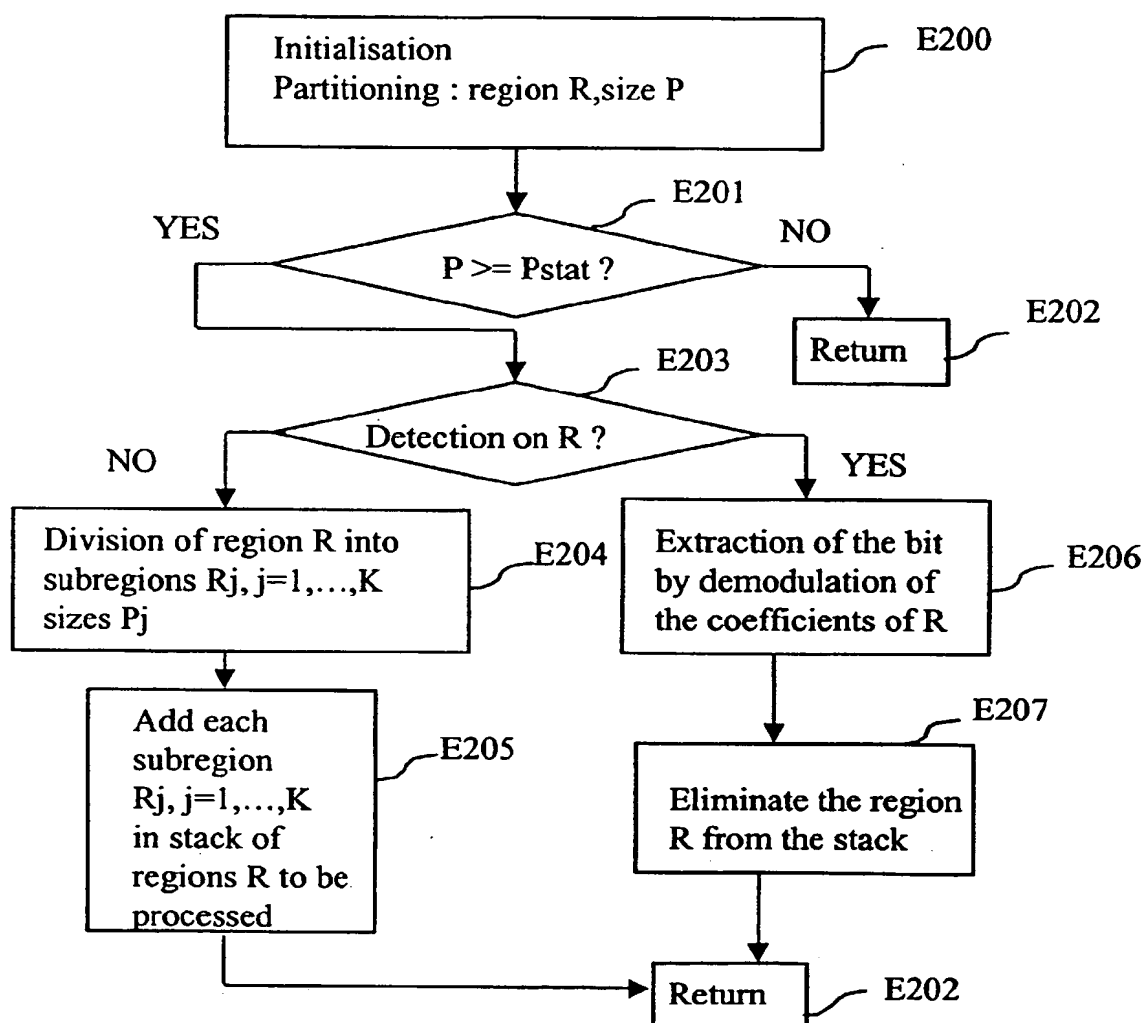 Initialisation
Partitioning : region R,size P
E200
E201
YES
NO
P >= Pstat ?
E202
Return
E203
Detection on R ?
NO
YES
Division of region R into
subregions Rj, j=1,...,K
sizes Pj
E204
Extraction of the bit
by demodulation of
the coefficients of R
E206
Add each
subregion
Rj, j=1,...,K
in stack of
regions R to be
processed
E205
E207
Eliminate the region
R from the stack
Return
E202